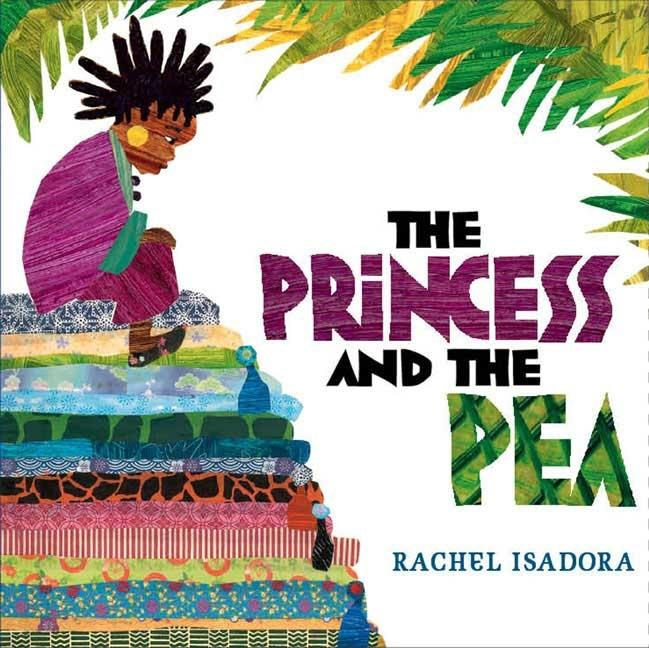 THE
PRiNCESS
AND THE
PEA
RACHEL ISADORA